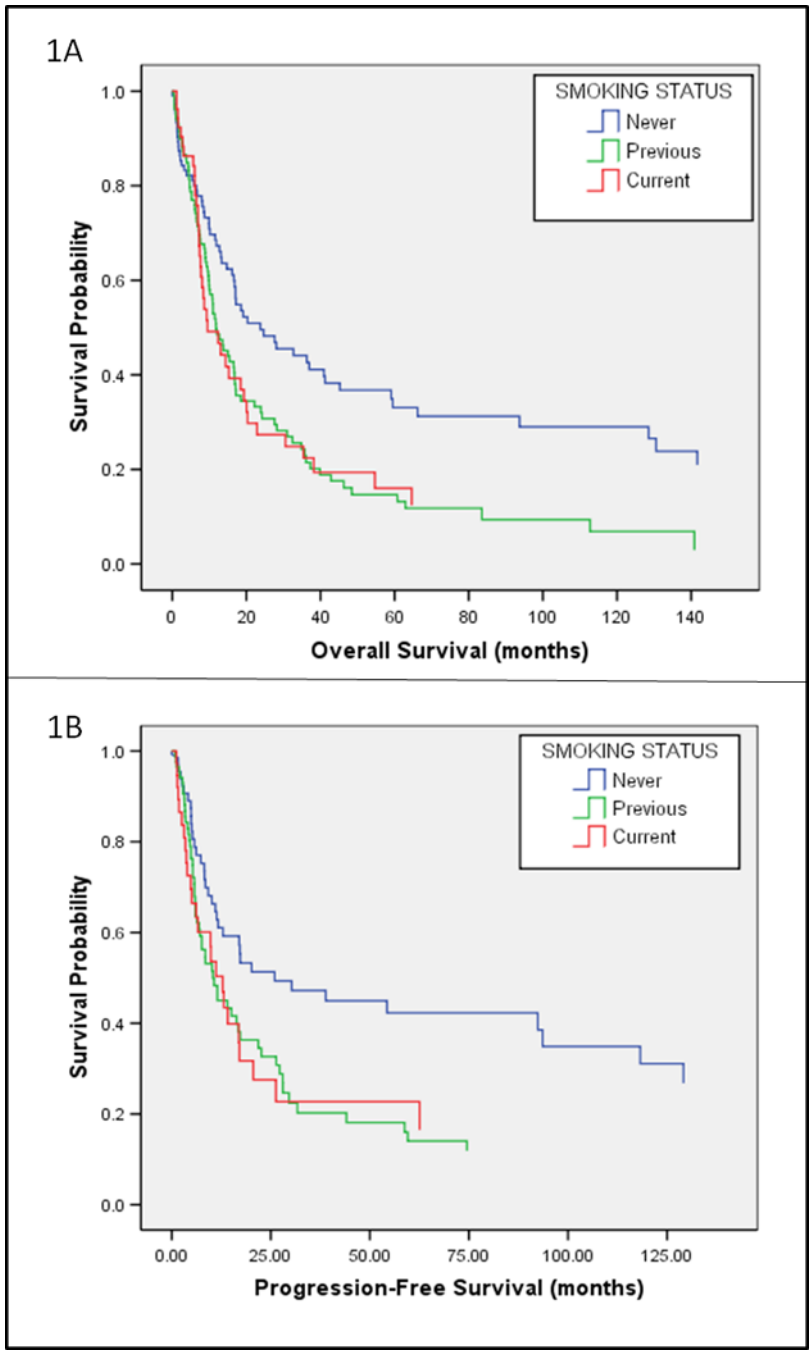 1A
SMOKING STATUS
Never
Previous
Current
1.0
0.8
0.6
0.4
0.2
0.0
Survival Probability
0 20 40 60 80 100 120 140
Overall Survival (months)
1B
SMOKING STATUS
Never
Previous
Current
1.0
0.8
0.6
0.4
0.2
0.0
Survival Probability
0.00 25.00 50.00 75.00 100.00 125.00
Progression-Free Survival (months)